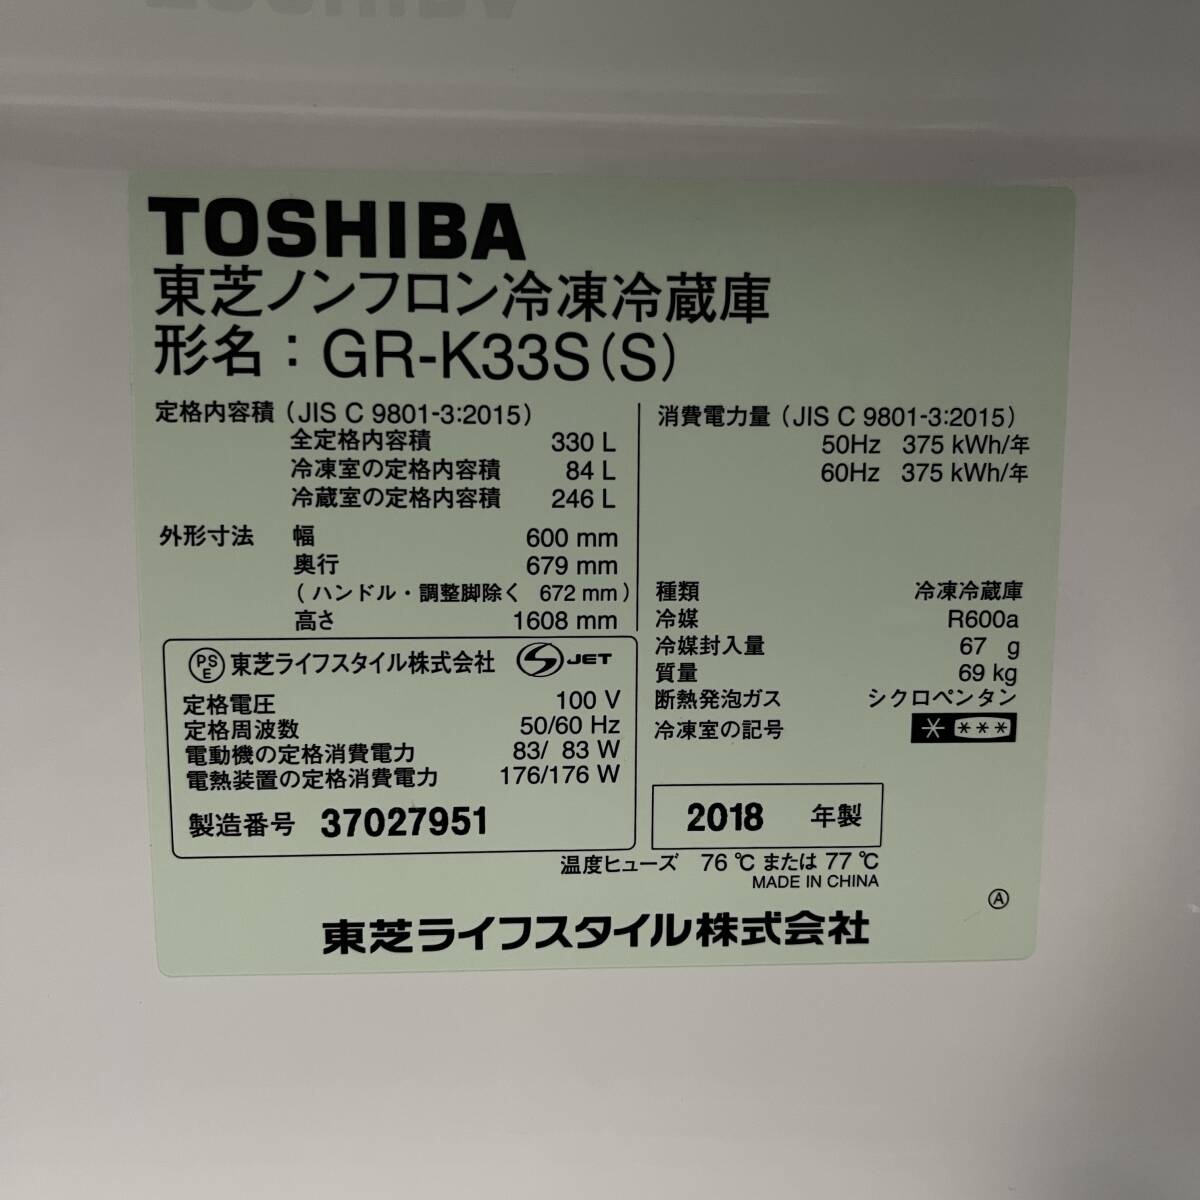 TOSHIBA
東芝ノンフロン冷凍冷蔵庫
形名：GR-K33S(S)
定格内容積（JIS C 9801-3:2015）
全定格内容積 330 L
冷凍室の定格内容積 84 L
冷蔵室の定格内容積 246 L
外形寸法 幅 600 mm
奥行 679 mm
（ハンドル・調整脚除く 672 mm）
高さ 1608 mm
消費電力量（JIS C 9801-3:2015）
50Hz 375 kWh/年
60Hz 375 kWh/年
種類 冷凍冷蔵庫
冷媒 R600a
冷媒封入量 67 g
質量 69 kg
断熱発泡ガス シクロペンタン
冷凍室の記号 * ***
PSE 東芝ライフスタイル株式会社 JET
定格電圧 100 V
定格周波数 50/60 Hz
電動機の定格消費電力 83/ 83 W
電熱装置の定格消費電力 176/176 W
製造番号 37027951
2018 年製
温度ヒューズ 76 ℃ または 77 ℃
MADE IN CHINA
Ⓐ
東芝ライフスタイル株式会社